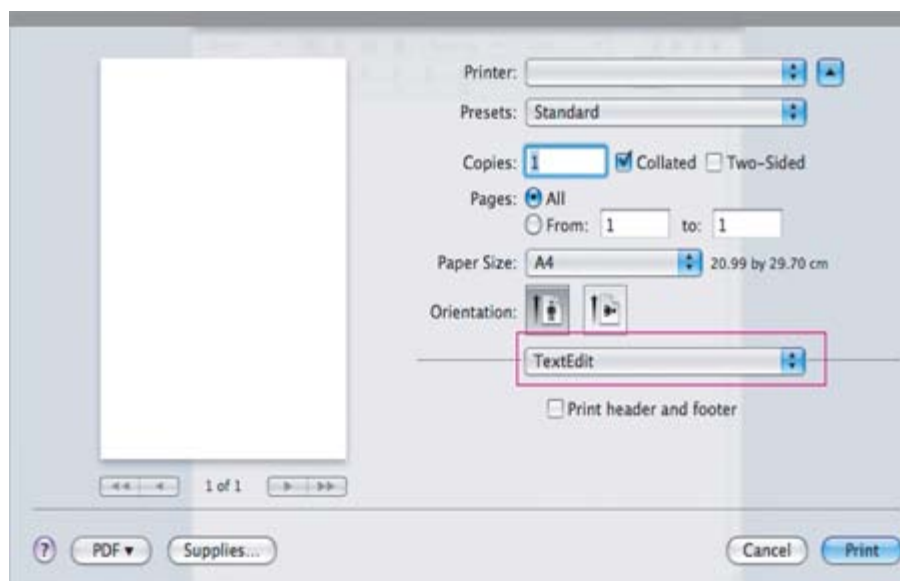 Printer:
Presets: Standard
Copies: 1 Collated Two-Sided
Pages: All
From: 1 to: 1
Paper Size: A4 20.99 by 29.70 cm
Orientation:
TextEdit
Print header and footer
1 of 1
? PDF Supplies... Cancel Print